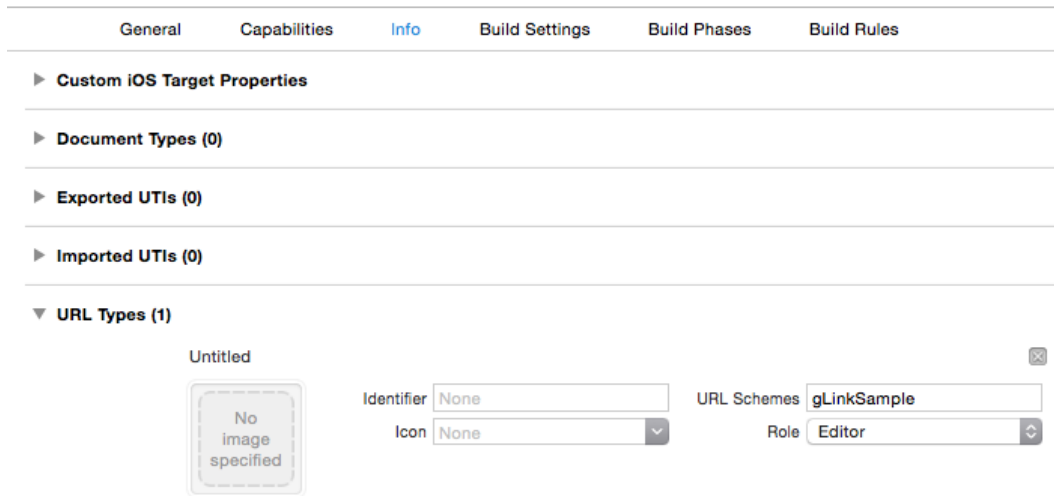 General Capabilities Info Build Settings Build Phases Build Rules
Custom iOS Target Properties
Document Types (0)
Exported UTIs (0)
Imported UTIs (0)
URL Types (1)
Untitled
No
image
specified
Identifier None URL Schemes gLinkSample
Icon None Role Editor